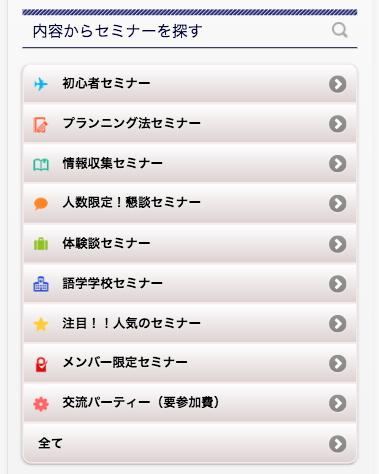 内容からセミナーを探す
初心者セミナー
プランニング法セミナー
情報収集セミナー
人数限定！懇談セミナー
体験談セミナー
語学学校セミナー
注目！！人気のセミナー
メンバー限定セミナー
交流パーティー（要参加費）
全て